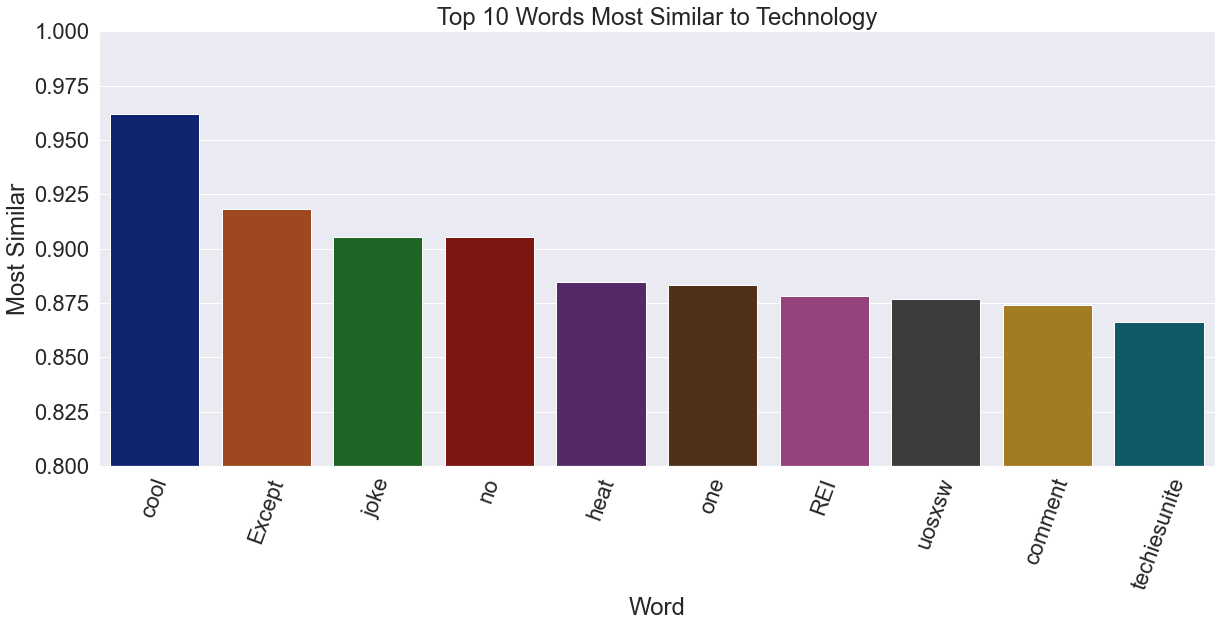 Top 10 Words Most Similar to Technology
1.000
0.975
0.950
0.925
0.900
0.875
0.850
0.825
0.800
Most Similar
cool
Except
joke
no
heat
one
REI
uosxsw
comment
techiesunite
Word